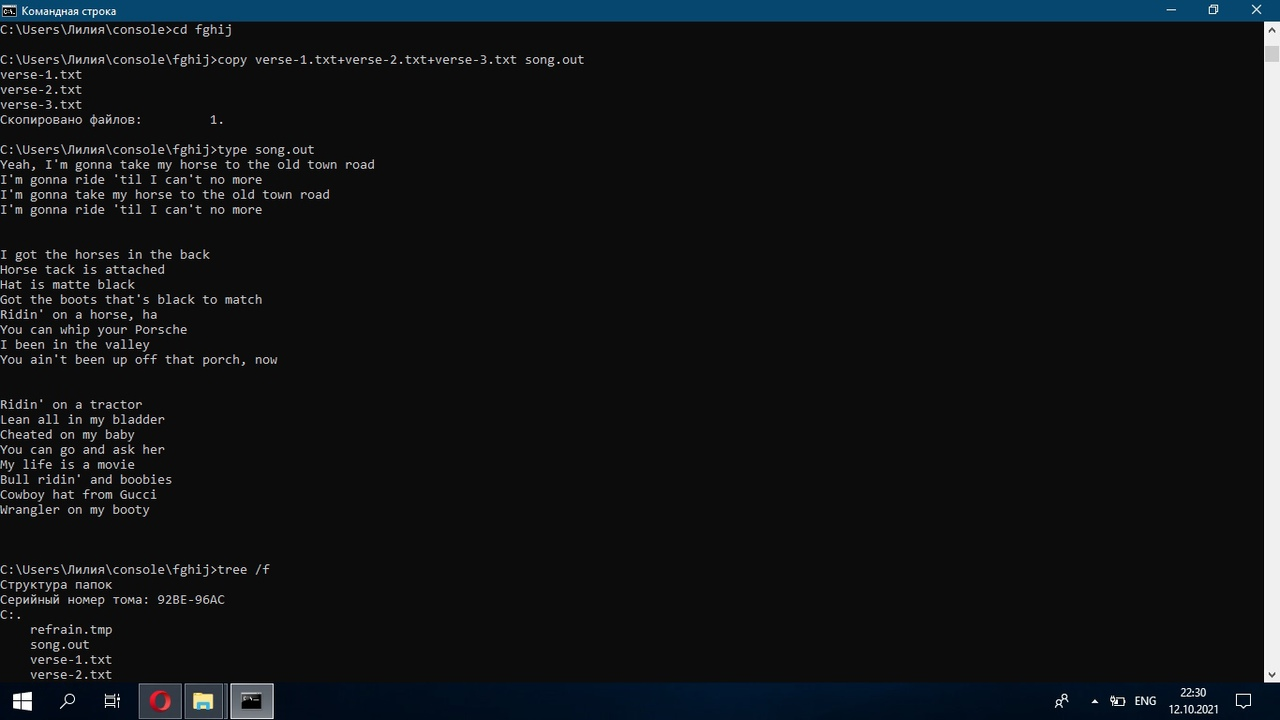 Командная строка
C:\Users\Лилия\console>cd fghij
C:\Users\Лилия\console\fghij>copy verse-1.txt+verse-2.txt+verse-3.txt song.out
verse-1.txt
verse-2.txt
verse-3.txt
Скопировано файлов:         1.
C:\Users\Лилия\console\fghij>type song.out
Yeah, I'm gonna take my horse to the old town road
I'm gonna ride 'til I can't no more
I'm gonna take my horse to the old town road
I'm gonna ride 'til I can't no more
I got the horses in the back
Horse tack is attached
Hat is matte black
Got the boots that's black to match
Ridin' on a horse, ha
You can whip your Porsche
I been in the valley
You ain't been up off that porch, now
Ridin' on a tractor
Lean all in my bladder
Cheated on my baby
You can go and ask her
My life is a movie
Bull ridin' and boobies
Cowboy hat from Gucci
Wrangler on my booty
C:\Users\Лилия\console\fghij>tree /f
Структура папок
Серийный номер тома: 92BE-96AC
C:.
refrain.tmp
song.out
verse-1.txt
verse-2.txt
ENG
22:30
12.10.2021